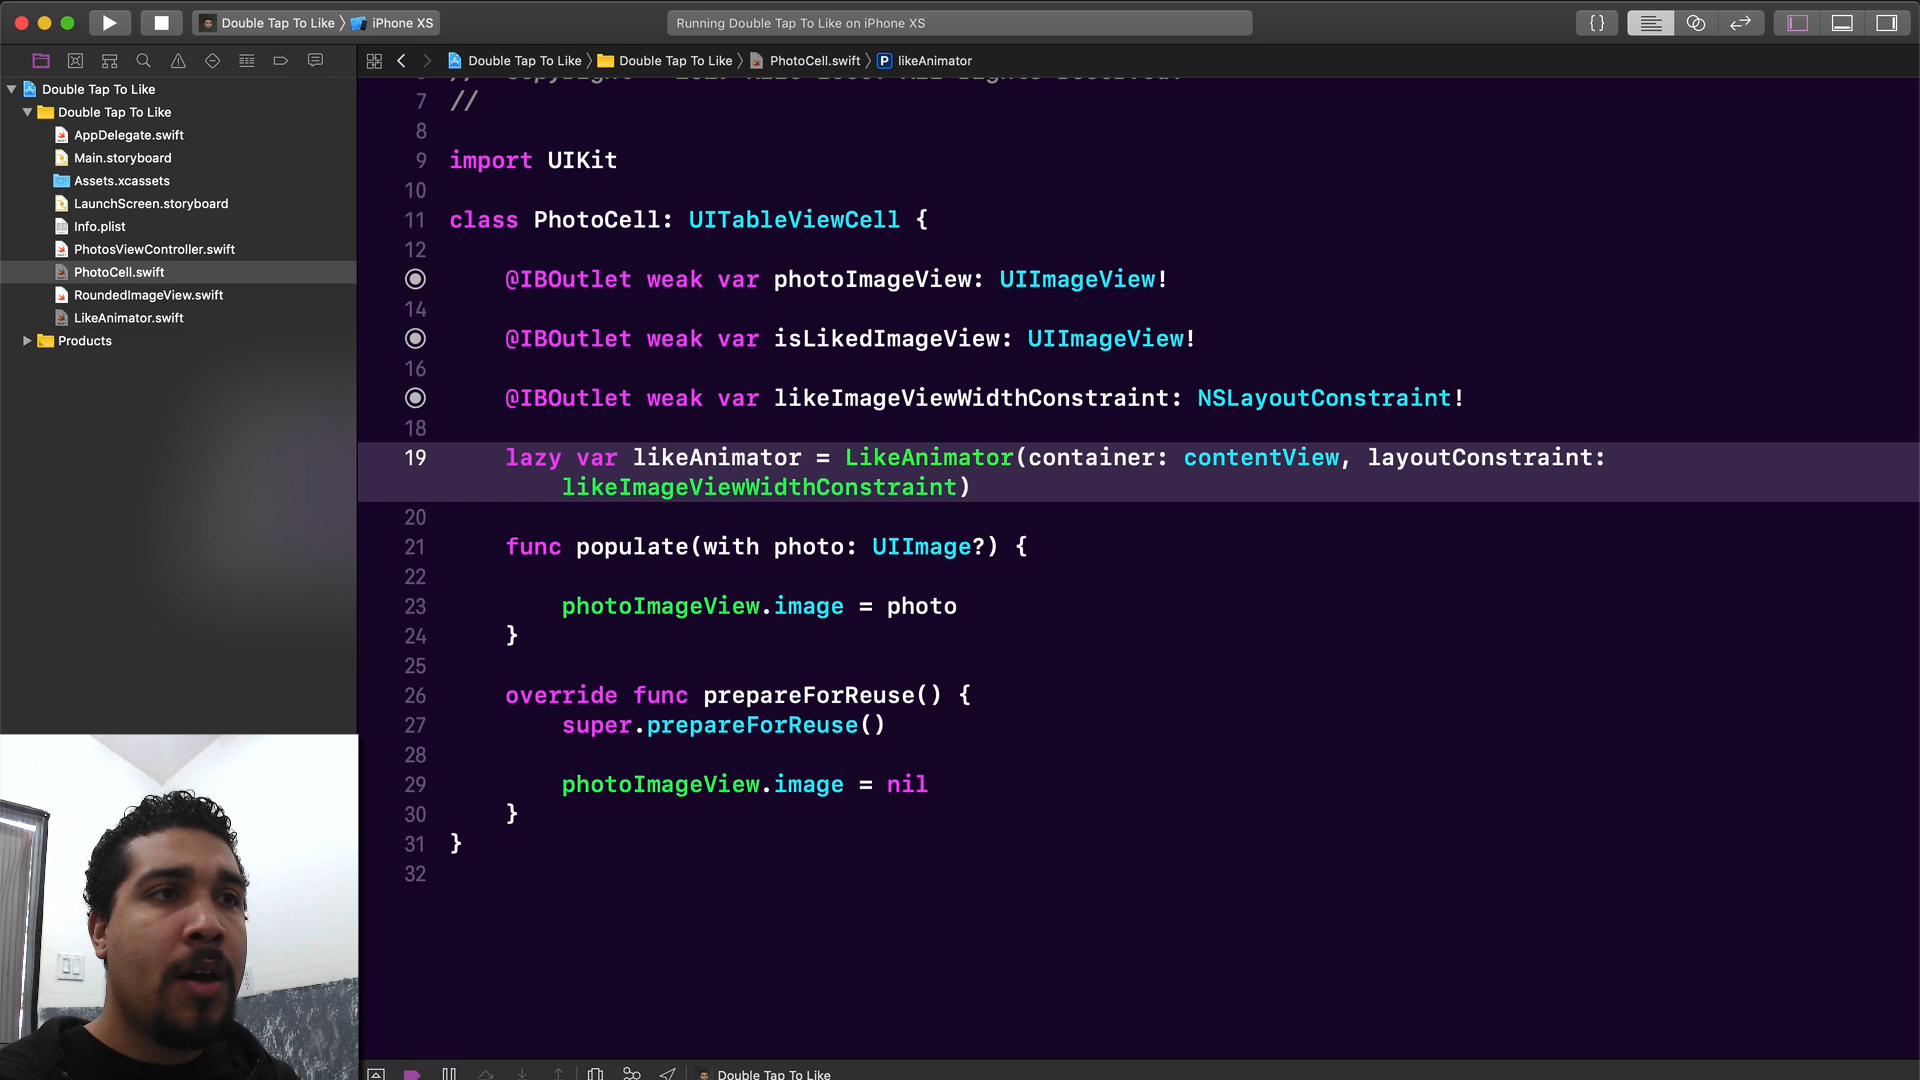 Double Tap To Like
iPhone XS
Running Double Tap To Like on iPhone XS
{}
Double Tap To Like
Double Tap To Like
PhotoCell.swift
P
likeAnimator
Double Tap To Like
Double Tap To Like
AppDelegate.swift
Main.storyboard
Assets.xcassets
LaunchScreen.storyboard
Info.plist
PhotosViewController.swift
PhotoCell.swift
RoundedImageView.swift
LikeAnimator.swift
Products
7 //
8
9 import UIKit
10
11 class PhotoCell: UITableViewCell {
12
@IBOutlet weak var photoImageView: UIImageView!
14
@IBOutlet weak var isLikedImageView: UIImageView!
16
@IBOutlet weak var likeImageViewWidthConstraint: NSLayoutConstraint!
18
19 lazy var likeAnimator = LikeAnimator(container: contentView, layoutConstraint:
likeImageViewWidthConstraint)
20
21 func populate(with photo: UIImage?) {
22
23 photoImageView.image = photo
24 }
25
26 override func prepareForReuse() {
27 super.prepareForReuse()
28
29 photoImageView.image = nil
30 }
31 }
32
Double Tap To Like